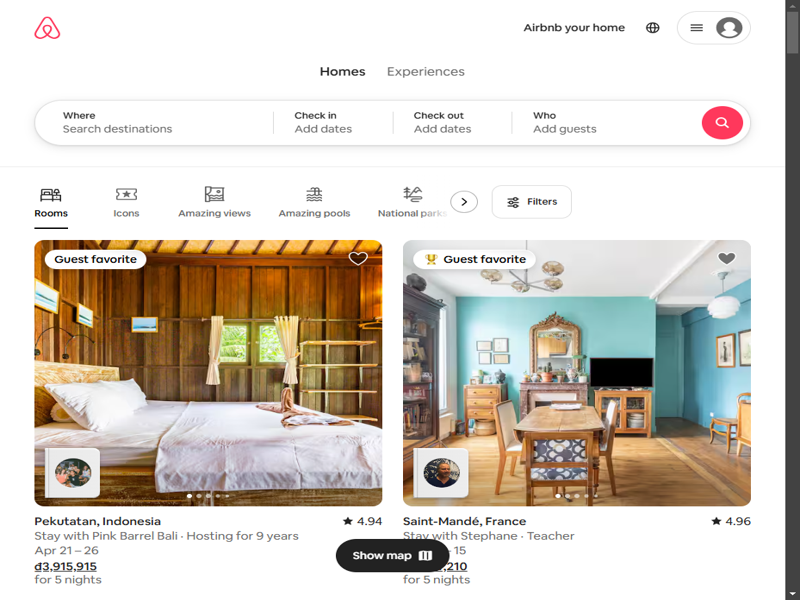 Airbnb your home
Homes
Experiences
Where
Search destinations
Check in
Add dates
Check out
Add dates
Who
Add guests
Rooms
Icons
Amazing views
Amazing pools
National parks
Filters
Guest favorite
Guest favorite
Pekutatan, Indonesia
4.94
Stay with Pink Barrel Bali · Hosting for 9 years
Apr 21 – 26
₫3,915,915
for 5 nights
Saint-Mandé, France
4.96
Stay with Stephane · Teacher
– 15
,210
for 5 nights
Show map